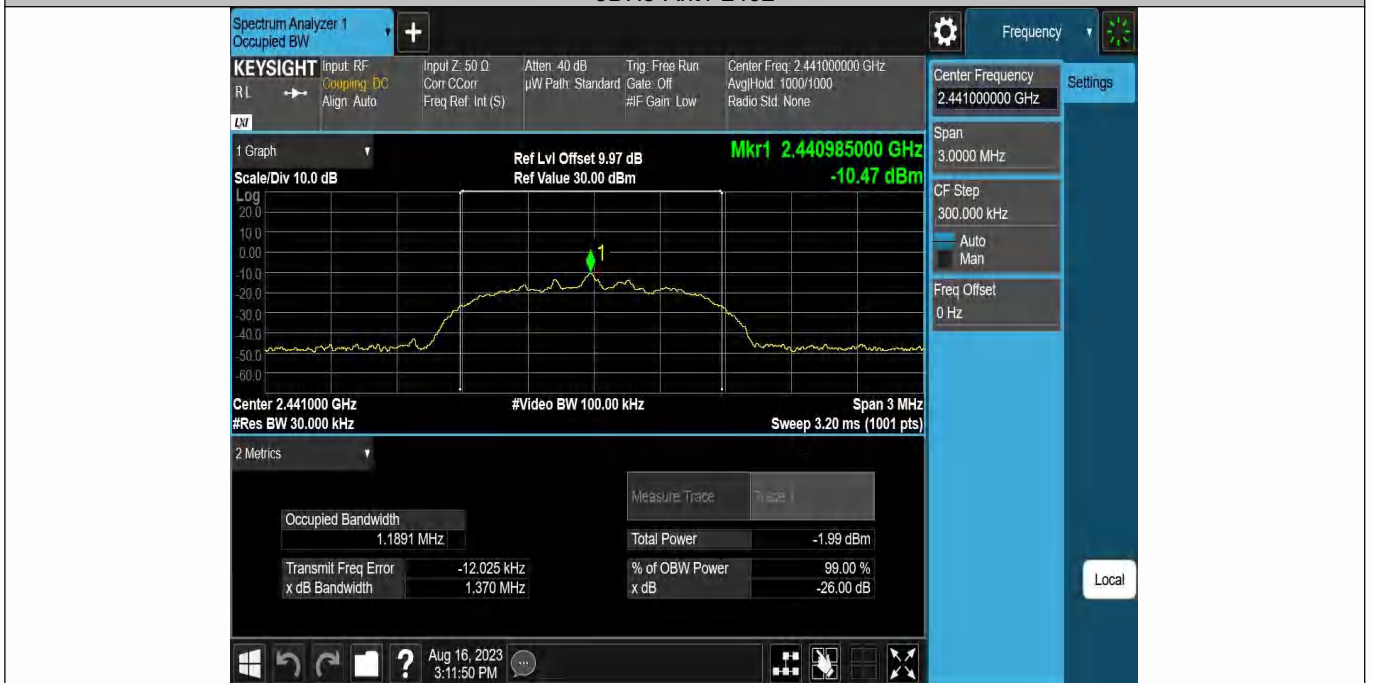 Spectrum Analyzer 1
Occupied BW
Frequency
KEYSIGHT
RL
LXI
Input: RF
Coupling: DC
Align: Auto
Input Z: 50 Ω
Corr CCorr
Freq Ref: Int (S)
Atten: 40 dB
µW Path: Standard
Trig: Free Run
Gate: Off
#IF Gain: Low
Center Freq: 2.441000000 GHz
Avg|Hold: 1000/1000
Radio Std: None
Center Frequency
2.441000000 GHz
Settings
Span
3.0000 MHz
CF Step
300.000 kHz
Auto
Man
Freq Offset
0 Hz
Local
1 Graph
Scale/Div 10.0 dB
Ref Lvl Offset 9.97 dB
Ref Value 30.00 dBm
Mkr1 2.440985000 GHz
-10.47 dBm
Log
20.0
10.0
0.00
-10.0
-20.0
-30.0
-40.0
-50.0
-60.0
1
Center 2.441000 GHz
#Res BW 30.000 kHz
#Video BW 100.00 kHz
Span 3 MHz
Sweep 3.20 ms (1001 pts)
2 Metrics
Measure Trace
Trace 1
Occupied Bandwidth
1.1891 MHz
Total Power
-1.99 dBm
Transmit Freq Error
-12.025 kHz
% of OBW Power
99.00 %
x dB Bandwidth
1.370 MHz
x dB
-26.00 dB
?
Aug 16, 2023
3:11:50 PM